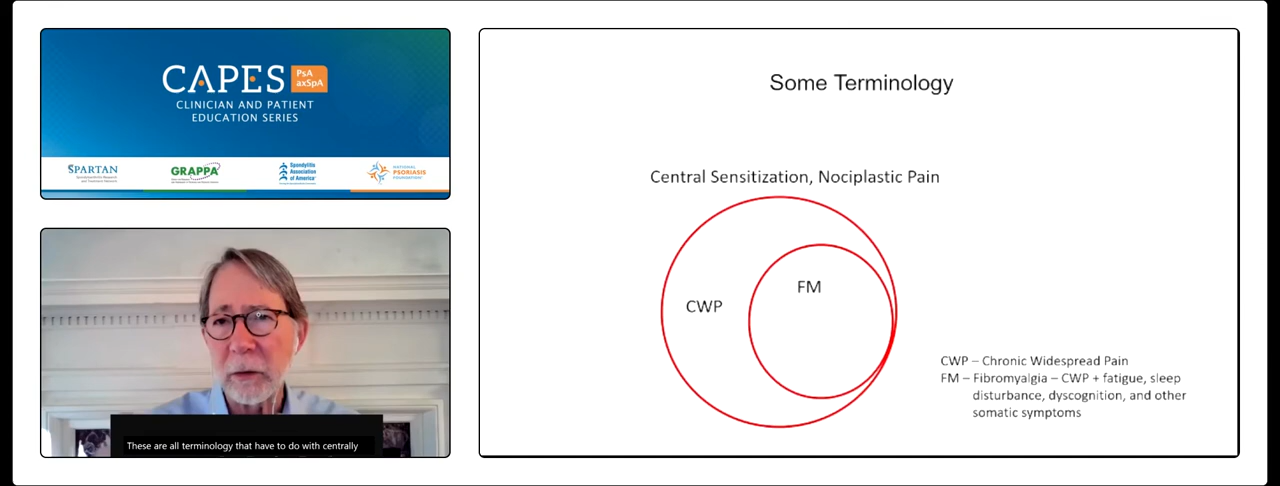 CAPES
PsA
axSpA
CLINICIAN AND PATIENT
EDUCATION SERIES
SPARTAN
GRAPPA
Spondylitis
Association
of America
NATIONAL
PSORIASIS
FOUNDATION
These are all terminology that have to do with centrally
Some Terminology
Central Sensitization, Nociplastic Pain
FM
CWP
CWP – Chronic Widespread Pain
FM – Fibromyalgia – CWP + fatigue, sleep
disturbance, dyscognition, and other
somatic symptoms